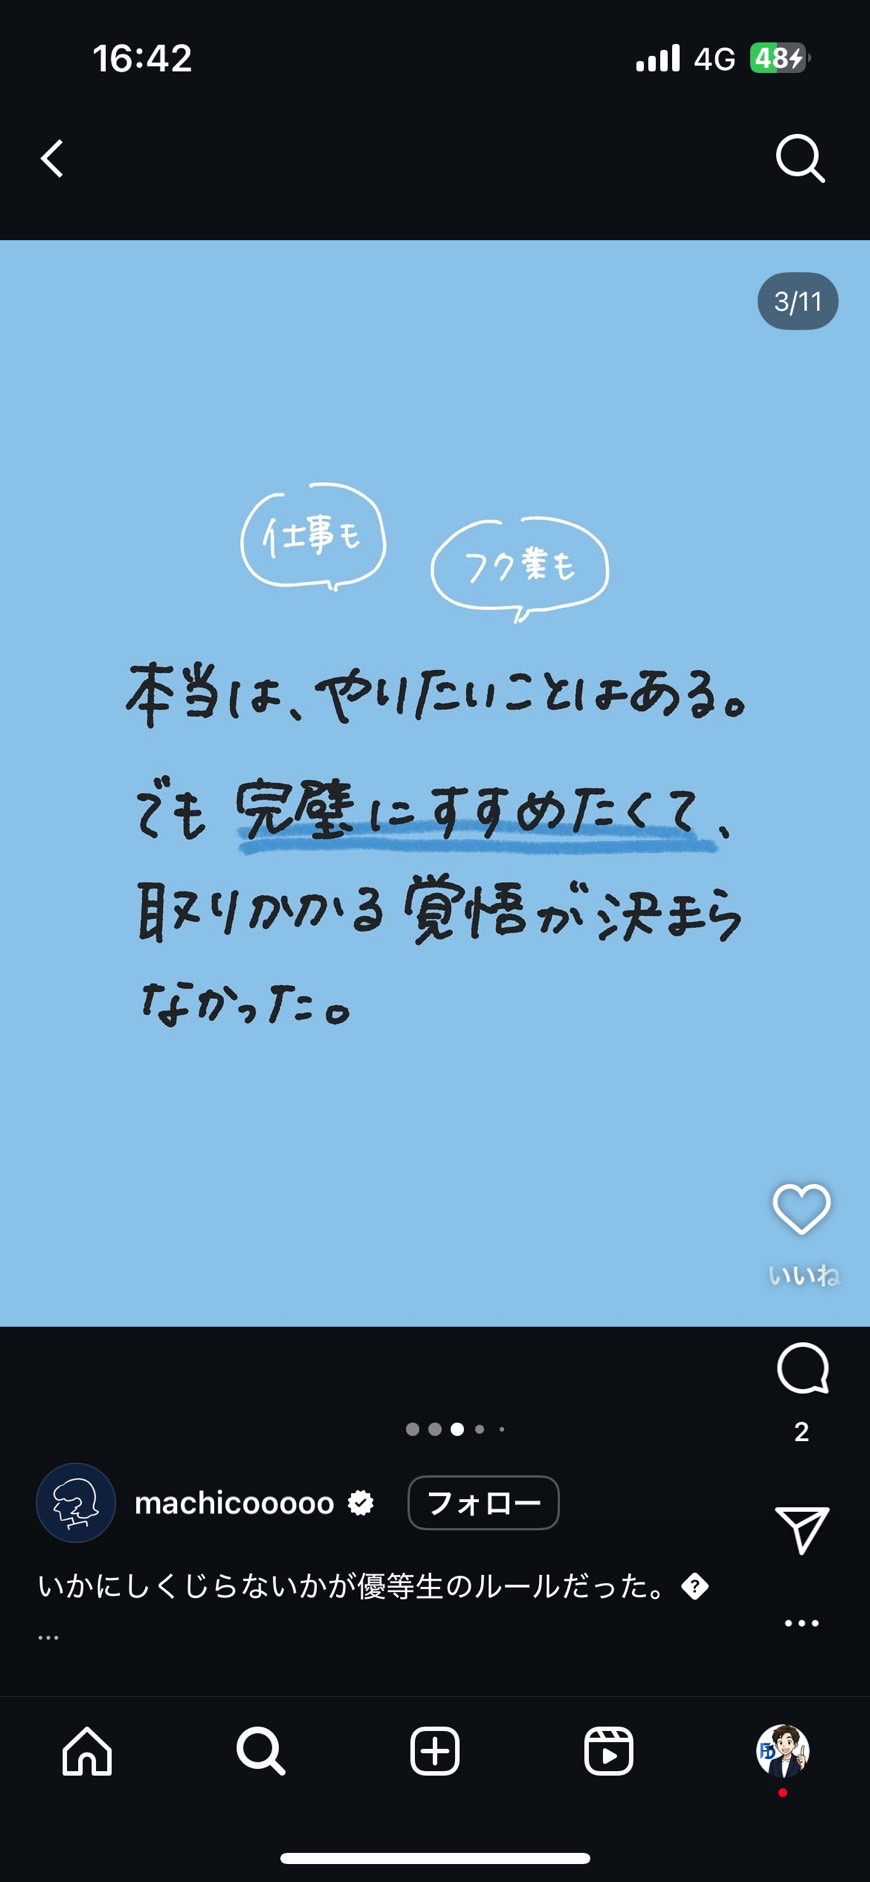 16:42
4G
48
3/11
仕事も
フク業も
本当は、やりたいことはある。
でも 完璧にすすめたくて、
取りかかる 覚悟が決まら
なかった。
いいね
2
machicooooo
フォロー
いかにしくじらないかが優等生のルールだった。
...